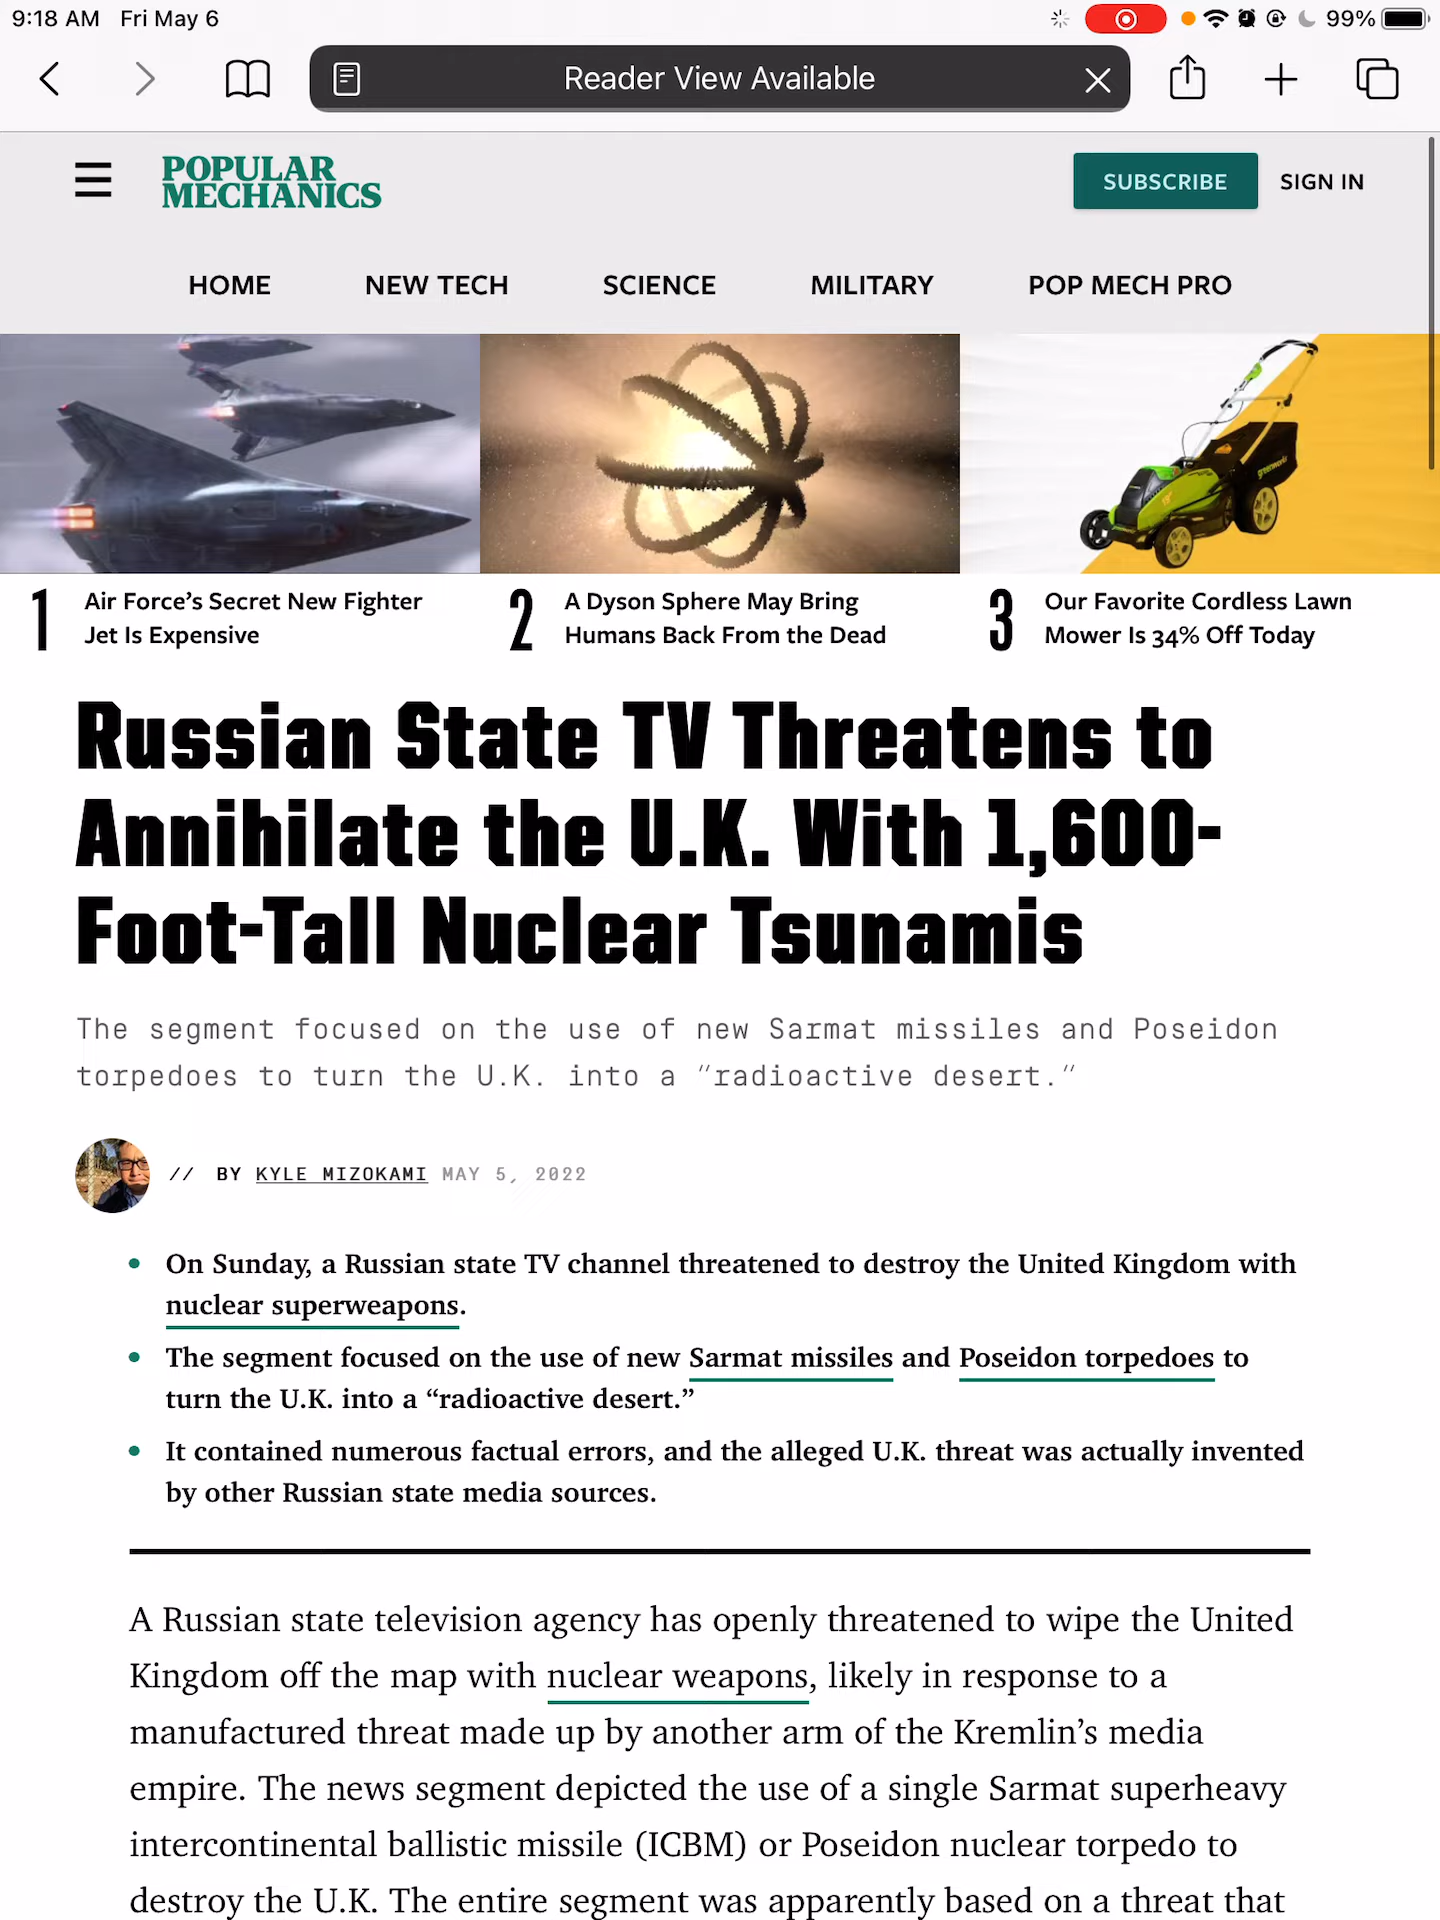 9:18 AM Fri May 6
99%
Reader View Available
POPULAR
MECHANICS
SUBSCRIBE
SIGN IN
HOME NEW TECH SCIENCE MILITARY POP MECH PRO
greenworks
1 Air Force’s Secret New Fighter
Jet Is Expensive
2 A Dyson Sphere May Bring
Humans Back From the Dead
3 Our Favorite Cordless Lawn
Mower Is 34% Off Today
Russian State TV Threatens to
Annihilate the U.K. With 1,600-
Foot-Tall Nuclear Tsunamis
The segment focused on the use of new Sarmat missiles and Poseidon
torpedoes to turn the U.K. into a “radioactive desert.”
// BY KYLE MIZOKAMI MAY 5, 2022
• On Sunday, a Russian state TV channel threatened to destroy the United Kingdom with
nuclear superweapons.
• The segment focused on the use of new Sarmat missiles and Poseidon torpedoes to
turn the U.K. into a “radioactive desert.”
• It contained numerous factual errors, and the alleged U.K. threat was actually invented
by other Russian state media sources.
A Russian state television agency has openly threatened to wipe the United
Kingdom off the map with nuclear weapons, likely in response to a
manufactured threat made up by another arm of the Kremlin’s media
empire. The news segment depicted the use of a single Sarmat superheavy
intercontinental ballistic missile (ICBM) or Poseidon nuclear torpedo to
destroy the U.K. The entire segment was apparently based on a threat that